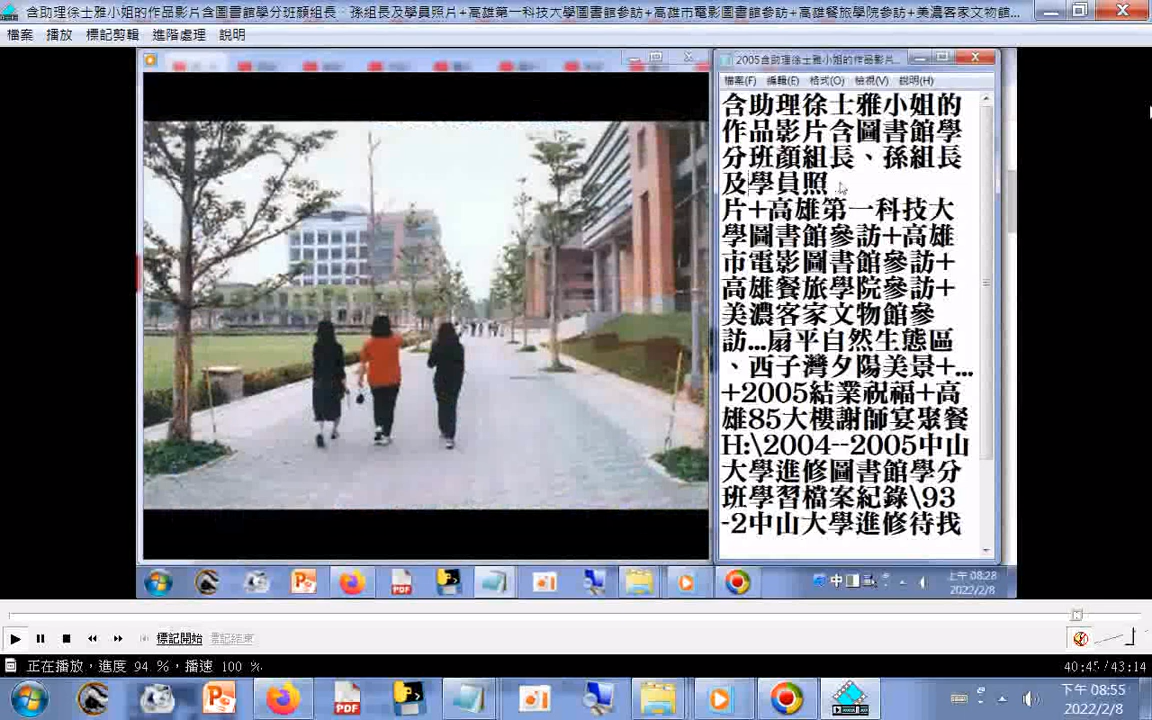 含助理徐士雅小姐的作品影片含圖書館學分班顏組長、孫組長及學員照片+高雄第一科技大學圖書館參訪+高雄市電影圖書館參訪+高雄餐旅學院參訪+美濃客家文物館...
檔案 播放 標記剪輯 進階處理 說明
2005含助理徐士雅小姐的作品影片...
檔案(F) 編輯(E) 格式(O) 檢視(V) 說明(H)
含助理徐士雅小姐的
作品影片含圖書館學
分班顏組長、孫組長
及學員照
片+高雄第一科技大
學圖書館參訪+高雄
市電影圖書館參訪+
高雄餐旅學院參訪+
美濃客家文物館參
訪...扇平自然生態區
、西子灣夕陽美景+...
+2005結業祝福+高
雄85大樓謝師宴聚餐
H:\2004--2005中山
大學進修圖書館學分
班學習檔案紀錄\93
-2中山大學進修待找
中
上午 08:28
2022/2/8
標記開始 標記結束
正在播放，進度 94 %，播速 100 %.
40:45/43:14
下午 08:55
2022/2/8